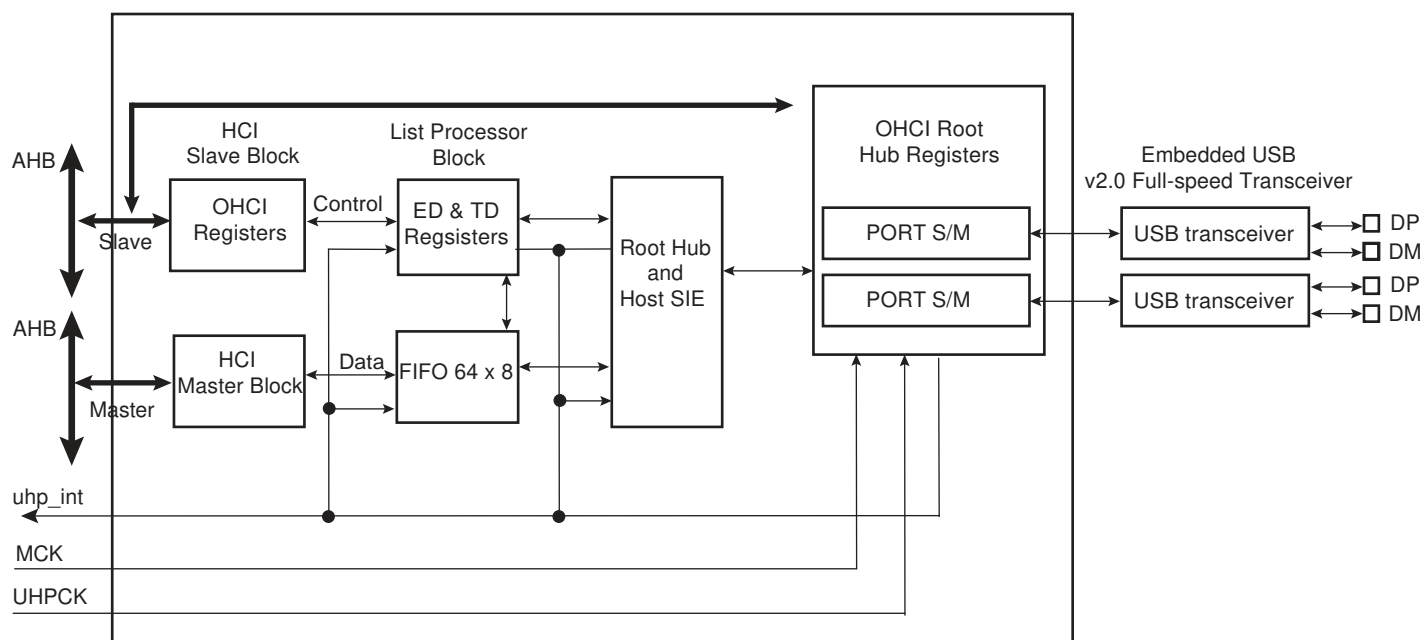 HCI
Slave Block
List Processor
Block
OHCI Root
Hub Registers
Embedded USB
v2.0 Full-speed Transceiver
AHB
Slave
OHCI
Registers
Control
ED & TD
Regsisters
Root Hub
and
Host SIE
PORT S/M
PORT S/M
USB transceiver
DP
DM
USB transceiver
DP
DM
AHB
Master
HCI
Master Block
Data
FIFO 64 x 8
uhp_int
MCK
UHPCK